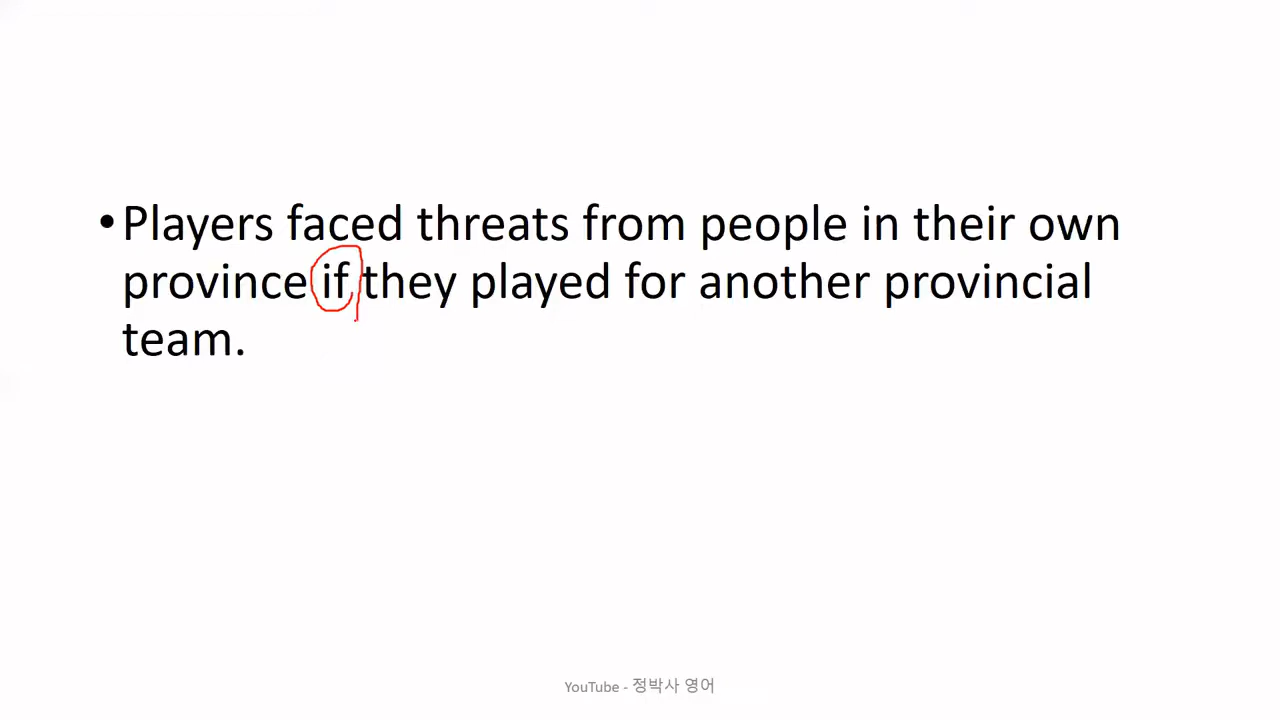 •Players faced threats from people in their own
province if they played for another provincial
team.
YouTube - 정박사 영어